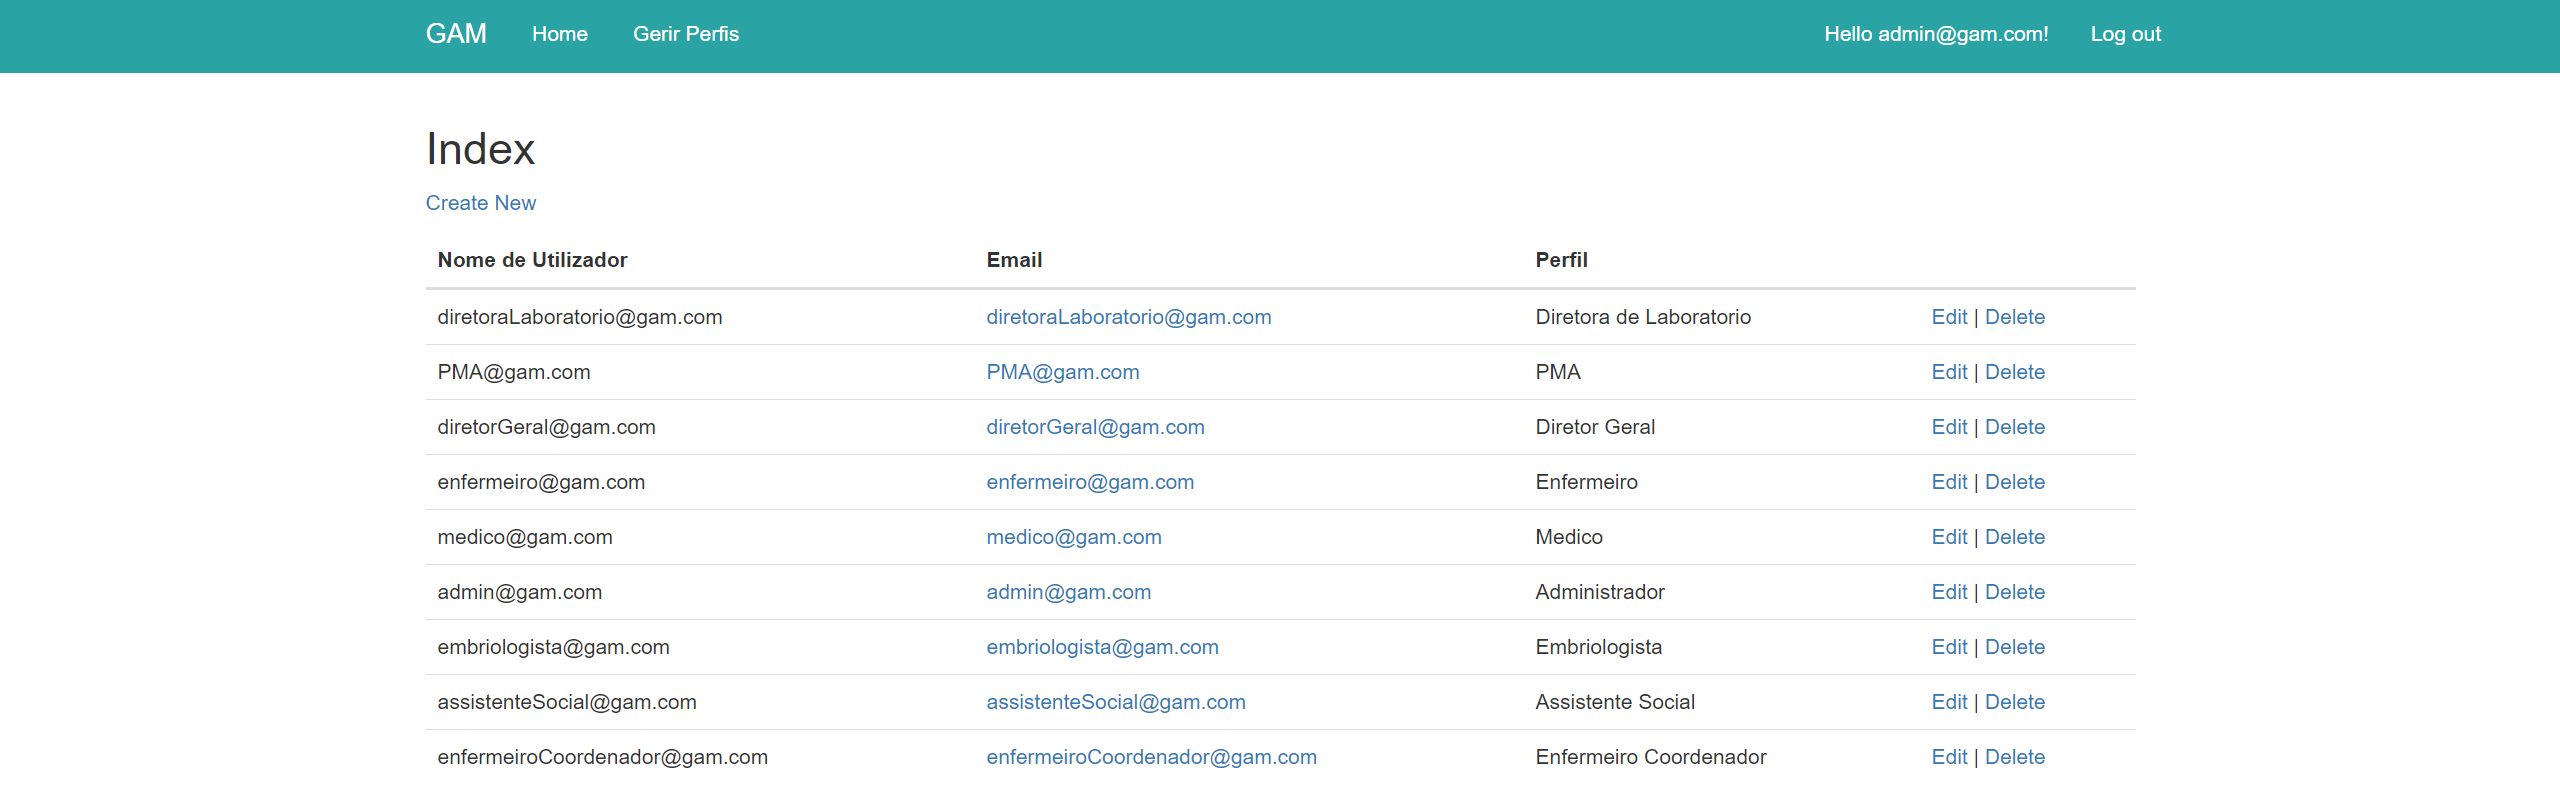 GAM Home Gerir Perfis Hello admin@gam.com! Log out
Index
Create New
Nome de Utilizador Email Perfil
diretoraLaboratorio@gam.com diretoraLaboratorio@gam.com Diretora de Laboratorio Edit | Delete
PMA@gam.com PMA@gam.com PMA Edit | Delete
diretorGeral@gam.com diretorGeral@gam.com Diretor Geral Edit | Delete
enfermeiro@gam.com enfermeiro@gam.com Enfermeiro Edit | Delete
medico@gam.com medico@gam.com Medico Edit | Delete
admin@gam.com admin@gam.com Administrador Edit | Delete
embriologista@gam.com embriologista@gam.com Embriologista Edit | Delete
assistenteSocial@gam.com assistenteSocial@gam.com Assistente Social Edit | Delete
enfermeiroCoordenador@gam.com enfermeiroCoordenador@gam.com Enfermeiro Coordenador Edit | Delete